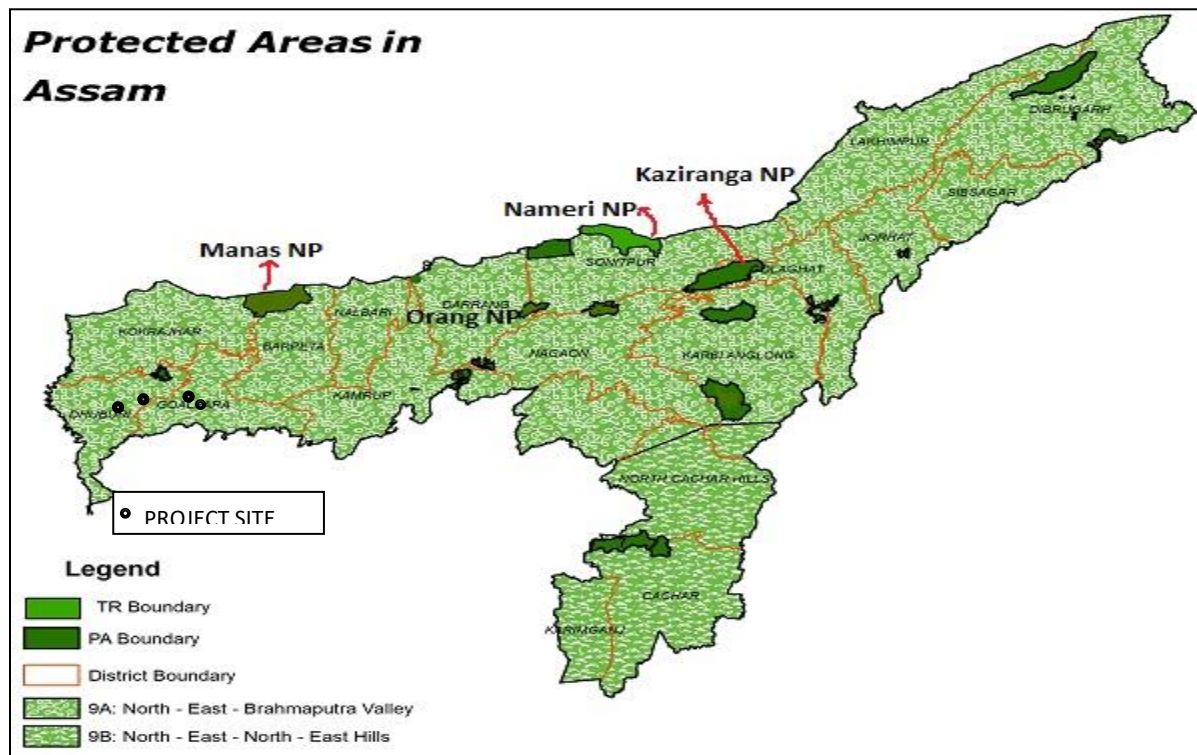 Protected Areas in
Assam
DIBRUGARH
LAKHIMPUR
Kaziranga NP
SIBSAGAR
Nameri NP
JORHAT
Manas NP
SONITPUR
GOLAGHAT
DARRANG
NALBARI
Orang NP
KOKRAJHAR
BARPETA
NAGAON
KARBI ANGLONG
DHUBURI
GOALPARA
KAMRUP
NORTH CACHAR HILLS
PROJECT SITE
Legend
TR Boundary
CACHAR
PA Boundary
KARIMGANJ
District Boundary
9A: North - East - Brahmaputra Valley
9B: North - East - North - East Hills